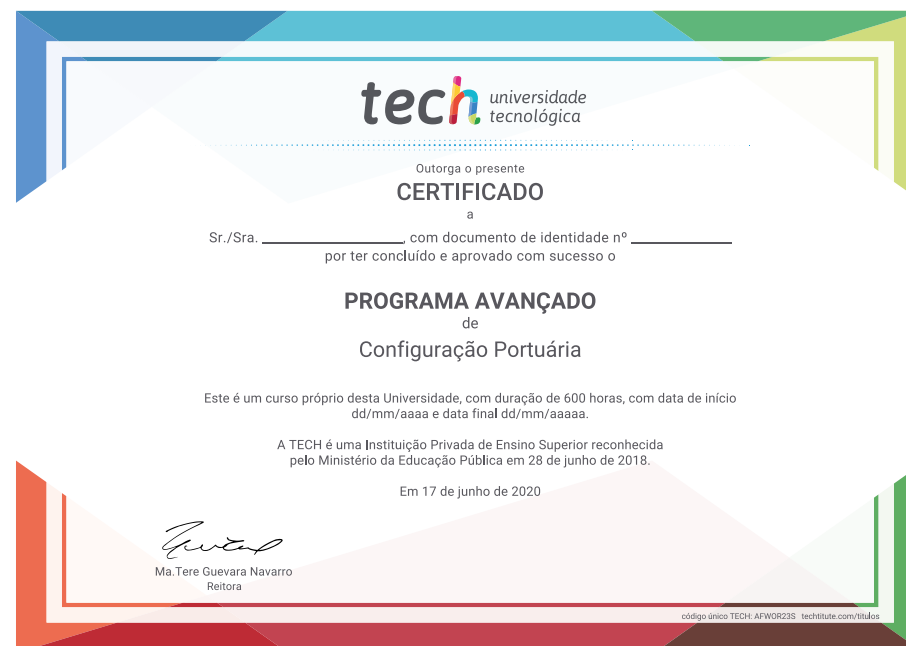 tech universidade
tecnológica
Outorga o presente
CERTIFICADO
a
Sr./Sra. ________________, com documento de identidade nº ____________
por ter concluído e aprovado com sucesso o
PROGRAMA AVANÇADO
de
Configuração Portuária
Este é um curso próprio desta Universidade, com duração de 600 horas, com data de início
dd/mm/aaaa e data final dd/mm/aaaaa.
A TECH é uma Instituição Privada de Ensino Superior reconhecida
pelo Ministério da Educação Pública em 28 de junho de 2018.
Em 17 de junho de 2020
Ma.Tere Guevara Navarro
Reitora
código único TECH: AFWOR23S techtitute.com/titulos